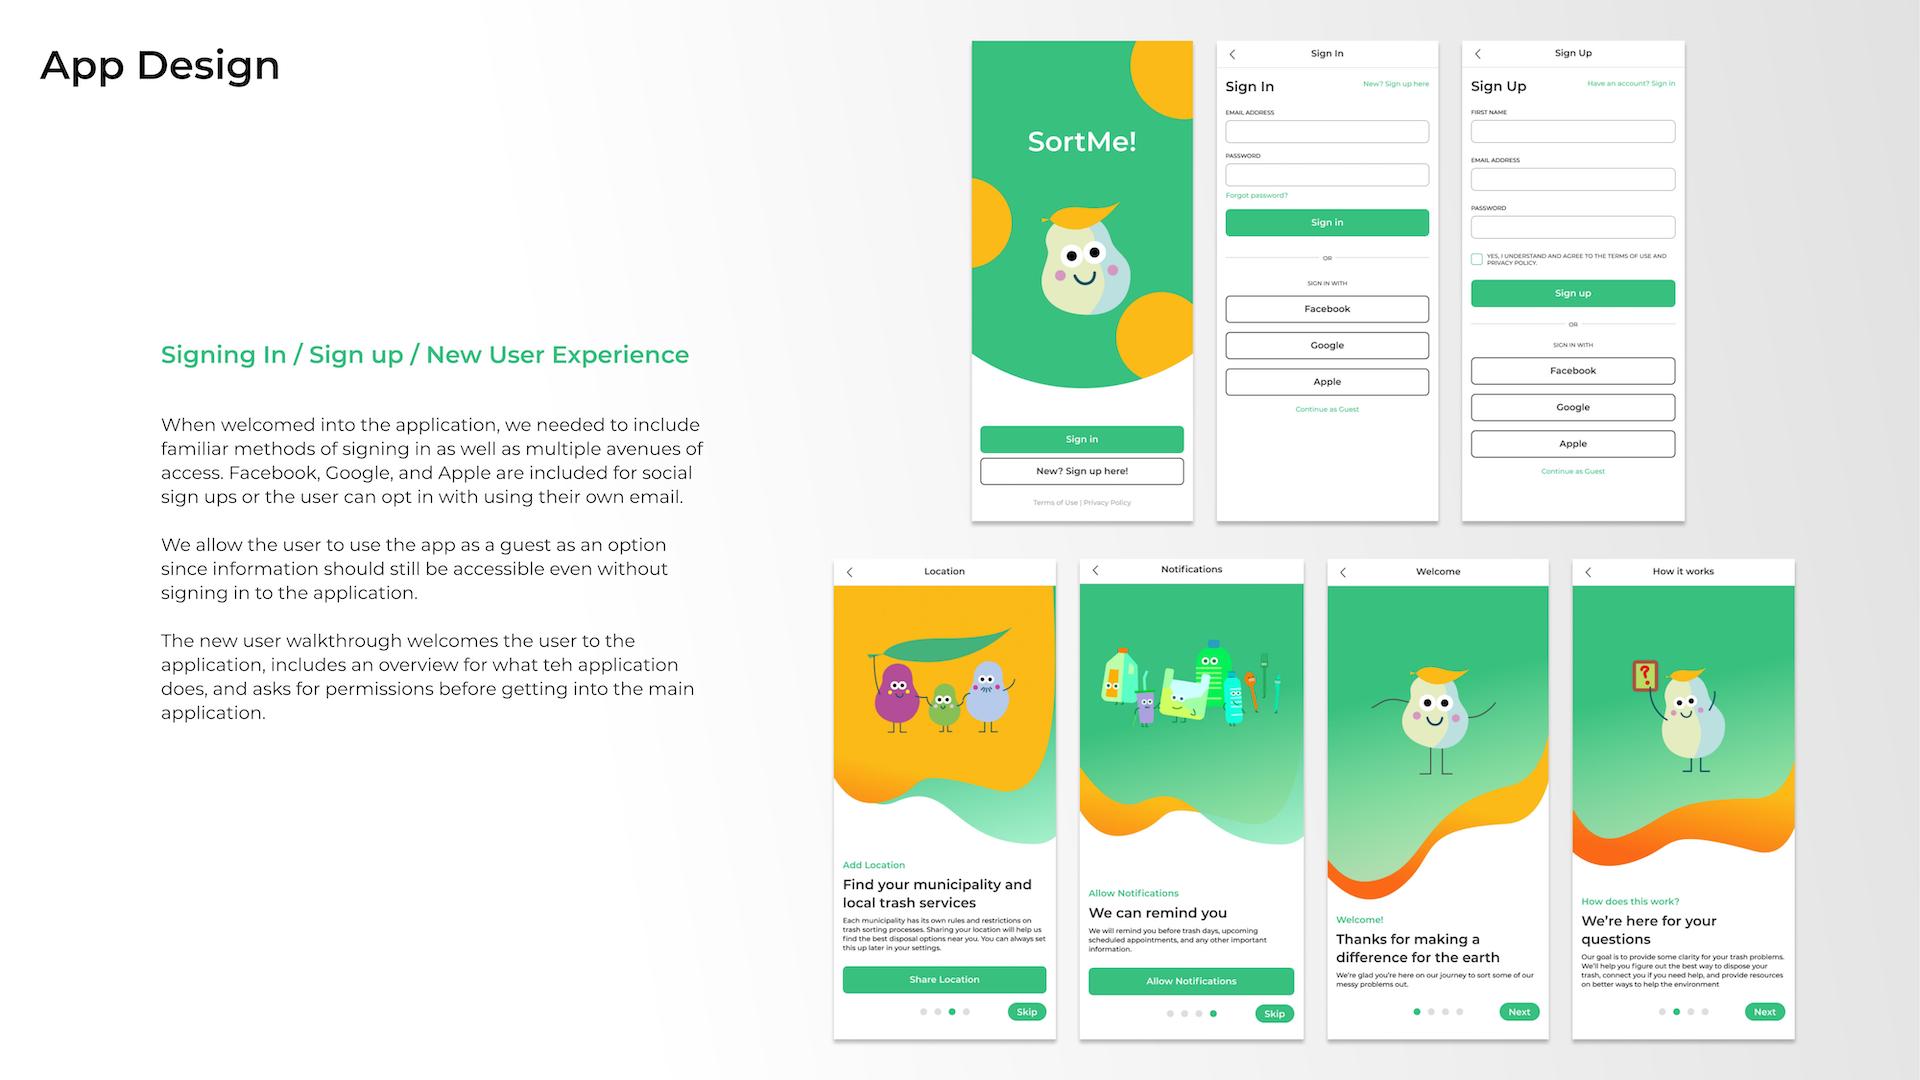 App Design
Signing In / Sign up / New User Experience
When welcomed into the application, we needed to include
familiar methods of signing in as well as multiple avenues of
access. Facebook, Google, and Apple are included for social
sign ups or the user can opt in with using their own email.
We allow the user to use the app as a guest as an option
since information should still be accessible even without
signing in to the application.
The new user walkthrough welcomes the user to the
application, includes an overview for what teh application
does, and asks for permissions before getting into the main
application.
SortMe!
Sign in
New? Sign up here!
Terms of Use | Privacy Policy
Sign In
Sign In
New? Sign up here
EMAIL ADDRESS
PASSWORD
Forgot password?
Sign in
OR
SIGN IN WITH
Facebook
Google
Apple
Continue as Guest
Sign Up
Sign Up
Have an account? Sign in
FIRST NAME
EMAIL ADDRESS
PASSWORD
YES, I UNDERSTAND AND AGREE TO THE TERMS OF USE AND
PRIVACY POLICY.
Sign up
OR
SIGN IN WITH
Facebook
Google
Apple
Continue as Guest
Location
Add Location
Find your municipality and
local trash services
Each municipality has its own rules and restrictions on
trash sorting processes. Sharing your location will help us
find the best disposal options near you. You can always set
this up later in your settings.
Share Location
Skip
Notifications
Allow Notifications
We can remind you
We will remind you before trash days, upcoming
scheduled appointments, and any other important
information.
Allow Notifications
Skip
Welcome
Welcome!
Thanks for making a
difference for the earth
We're glad you're here on our journey to sort some of our
messy problems out.
Next
How it works
?
How does this work?
We're here for your
questions
Our goal is to provide some clarity for your trash problems.
We'll help you figure out the best way to dispose your
trash, connect you if you need help, and provide resources
on better ways to help the environment
Next